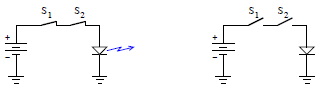 S1 S2 S1 S2
+ +
− −